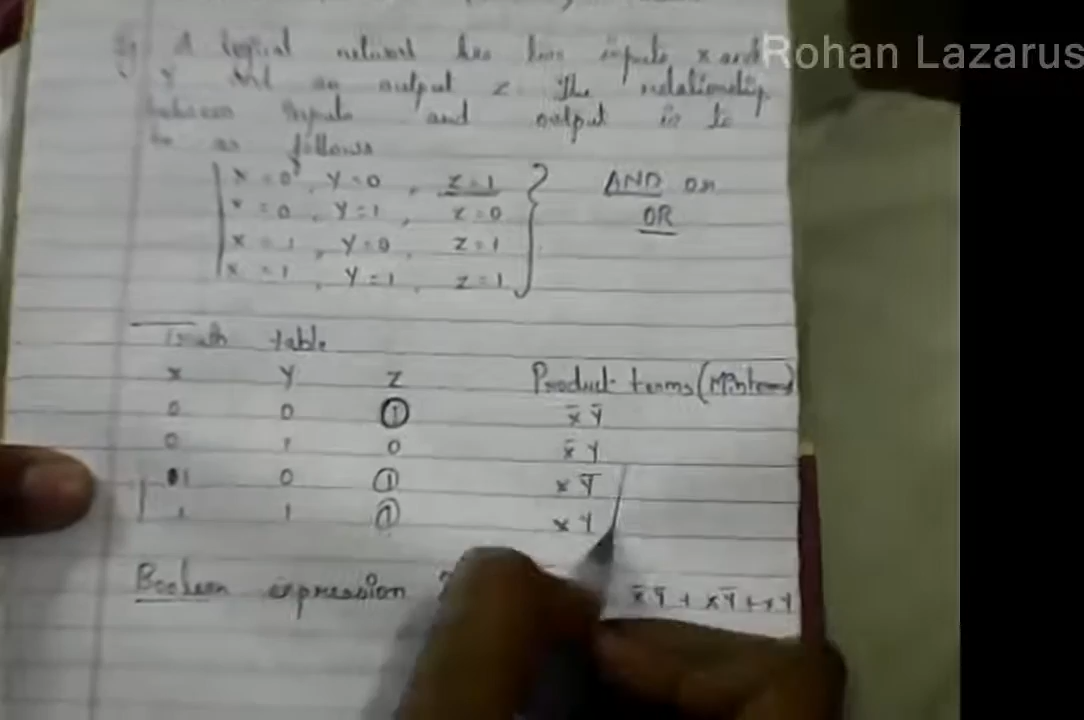 Rohan Lazarus
A logical network has two inputs x and
Y and an output z. The relationship
between inputs and output is to
be as follows
x = 0, Y = 0, z = 1 AND or
x = 0, Y = 1, z = 0 OR
x = 1, Y = 0, z = 1
x = 1, Y = 1, z = 1
Truth table
x Y z Product terms (Minterms)
0 0 1 x̄ Ȳ
0 1 0 x̄ Y
1 0 1 x Ȳ
1 1 1 x Y
Boolean expression x̄Ȳ + xȲ + xY